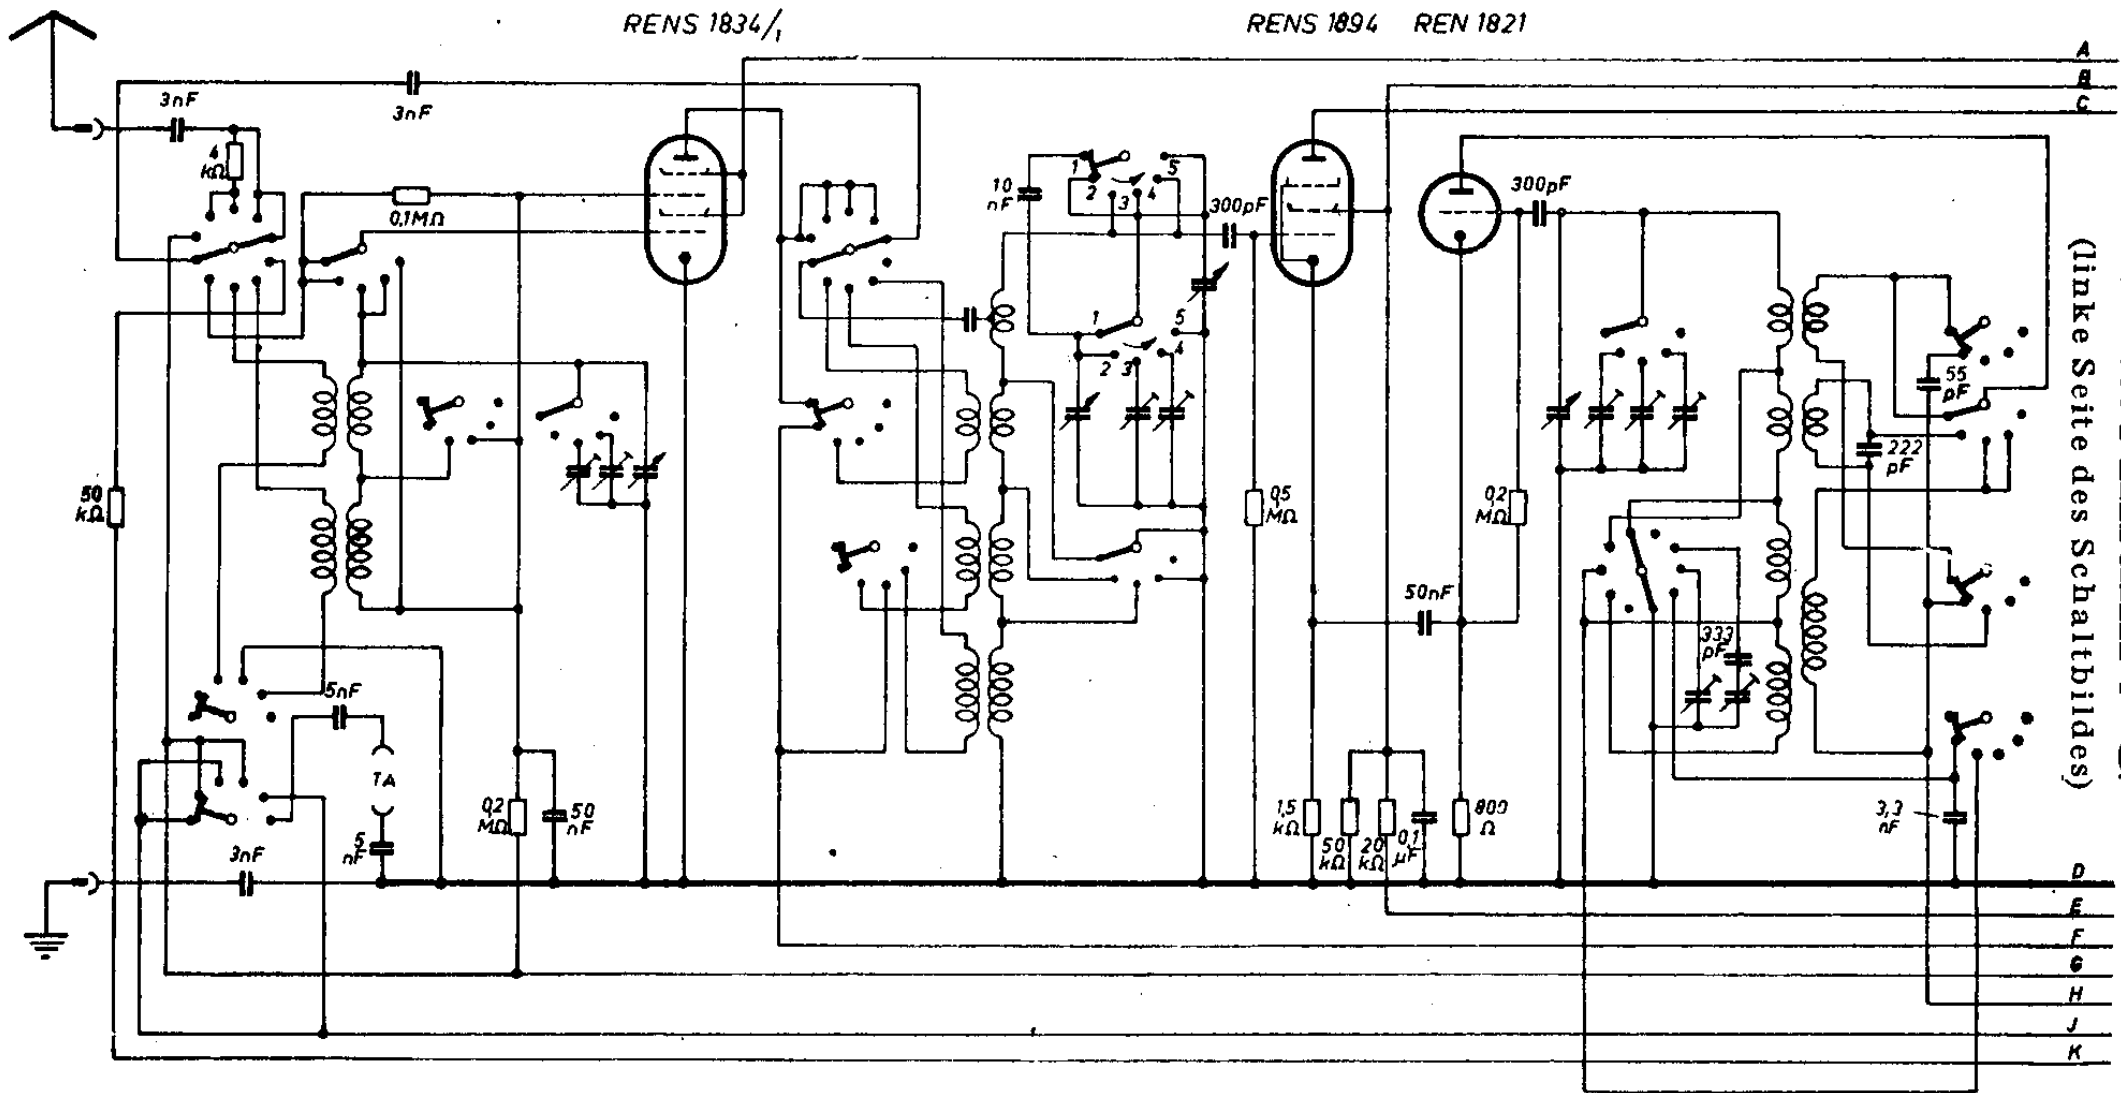 RENS 1834/1
RENS 1894 REN 1821
A
B
C
3nF
3nF
4
kΩ
0,1MΩ
10
nF
1
2
3
4
5
300pF
300pF
1
2
3
4
5
55
pF
222
pF
50
kΩ
0,5
MΩ
0,2
MΩ
50nF
333
pF
5nF
TA
5
nF
3nF
0,2
MΩ
50
nF
1,5
kΩ
50
kΩ
20
kΩ
0,1
µF
800
Ω
3,3
nF
D
E
F
G
H
J
K
(linke Seite des Schaltbildes)